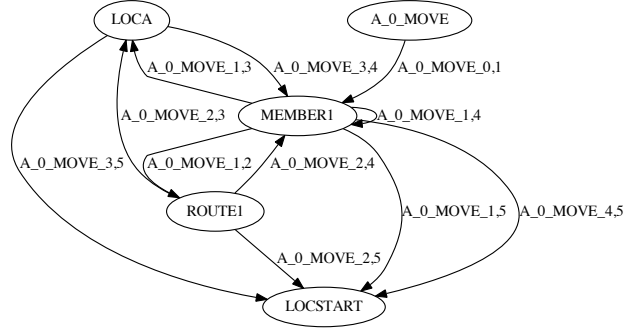 LOCA
A_0_MOVE
A_0_MOVE_1,3
A_0_MOVE_3,4
A_0_MOVE_0,1
A_0_MOVE_2,3
MEMBER1
A_0_MOVE_1,4
A_0_MOVE_3,5
A_0_MOVE_1,2
A_0_MOVE_2,4
ROUTE1
A_0_MOVE_1,5
A_0_MOVE_4,5
A_0_MOVE_2,5
LOCSTART